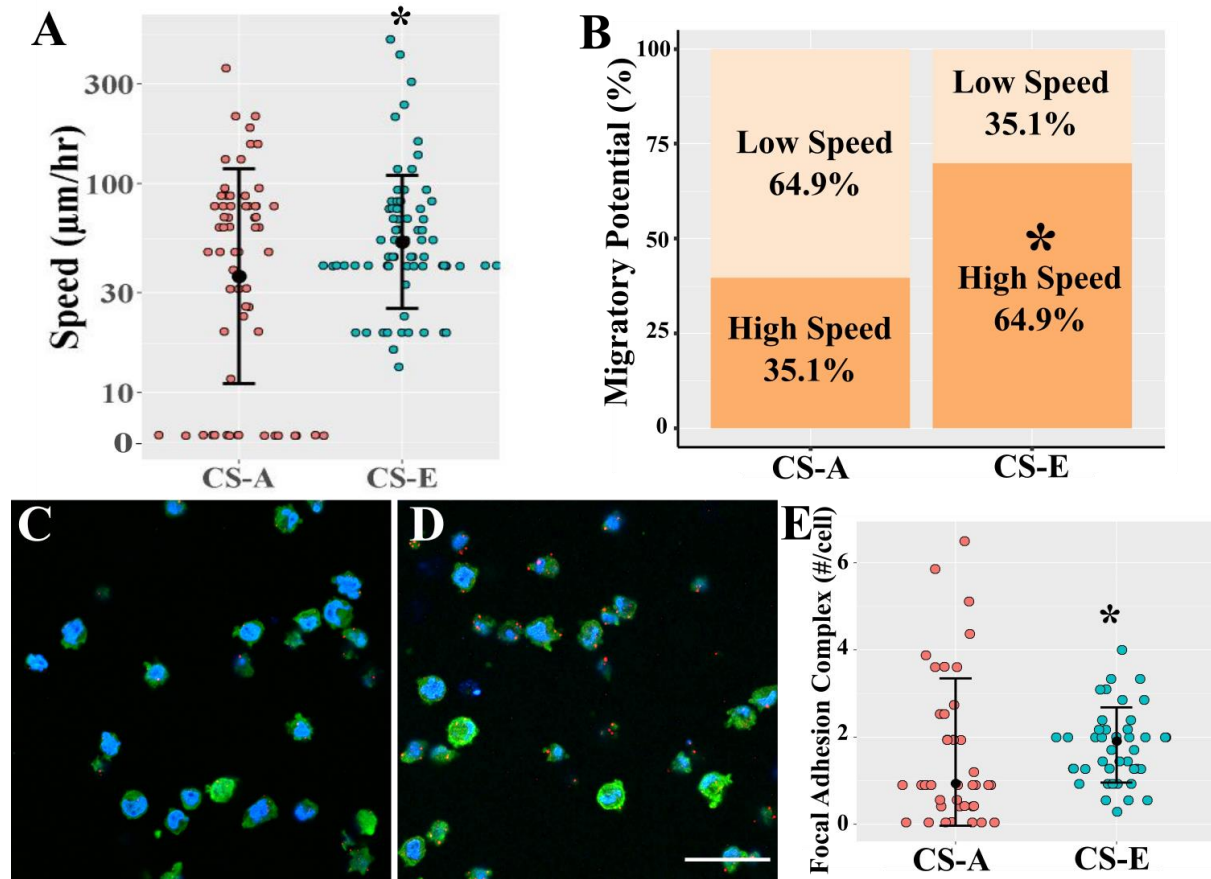 A
*
Speed (μm/hr)
300
100
30
10
0
CS-A
CS-E
B
Migratory Potential (%)
100
75
50
25
0
Low Speed
64.9%
High Speed
35.1%
Low Speed
35.1%
*
High Speed
64.9%
CS-A
CS-E
C
D
E
Focal Adhesion Complex (#/cell)
6
4
2
0
*
CS-A
CS-E